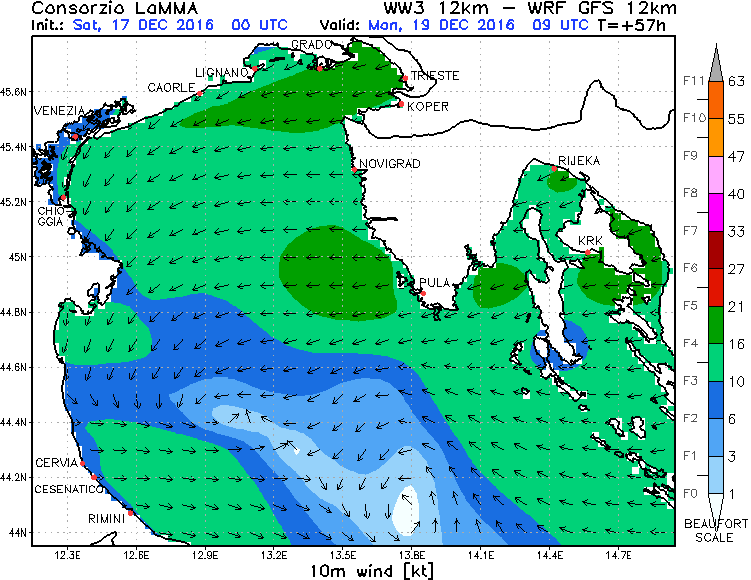 Consorzio LaMMA WW3 12km – WRF GFS 12km
Init.: Sat, 17 DEC 2016 00 UTC Valid: Mon, 19 DEC 2016 09 UTC T=+57h
GRADO
LIGNANO
TRIESTE
CAORLE
KOPER
VENEZIA
NOVIGRAD
RIJEKA
CHIO-
GGIA
KRK
PULA
CERVIA
CESENATICO
RIMINI
45.6N
45.4N
45.2N
45N
44.8N
44.6N
44.4N
44.2N
44N
12.3E 12.6E 12.9E 13.2E 13.5E 13.8E 14.1E 14.4E 14.7E
10m wind [kt]
F11 63
F10 55
F9 47
F8 40
F7 33
F6 27
F5 21
F4 16
F3 10
F2 6
F1 3
F0 1
BEAUFORT
SCALE